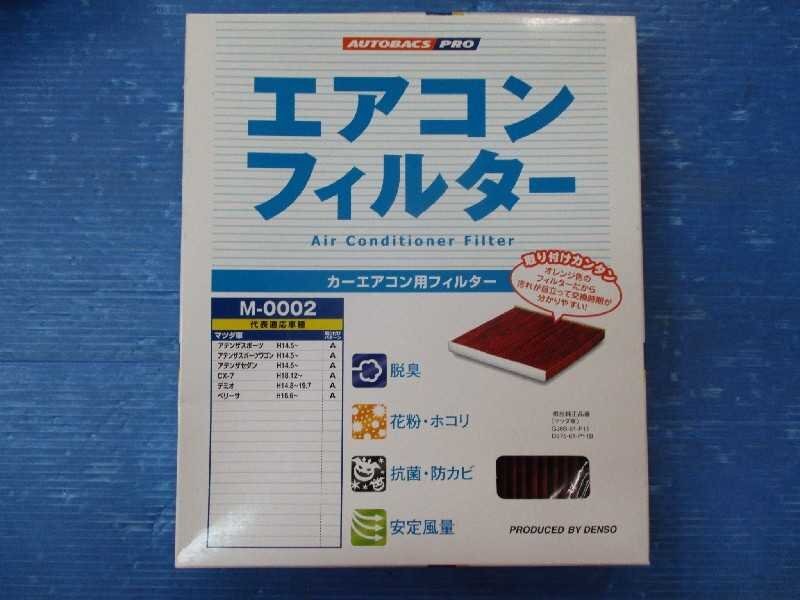 AUTOBACS PRO
エアコン
フィルター
Air Conditioner Filter
カーエアコン用フィルター
取り付けカンタン
オレンジ色の
フィルターだから
汚れが目立って交換時期が
分かりやすい!
M-0002
代表適応車種
マツダ車
アテンザスポーツ H14.5~ A
アテンザスポーツワゴン H14.5~ A
アテンザセダン H14.5~ A
CX-7 H18.12~ A
デミオ H14.8~19.7 A
ベリーサ H16.6~ A
脱臭
花粉・ホコリ
抗菌・防カビ
安定風量
(マツダ車)
PRODUCED BY DENSO